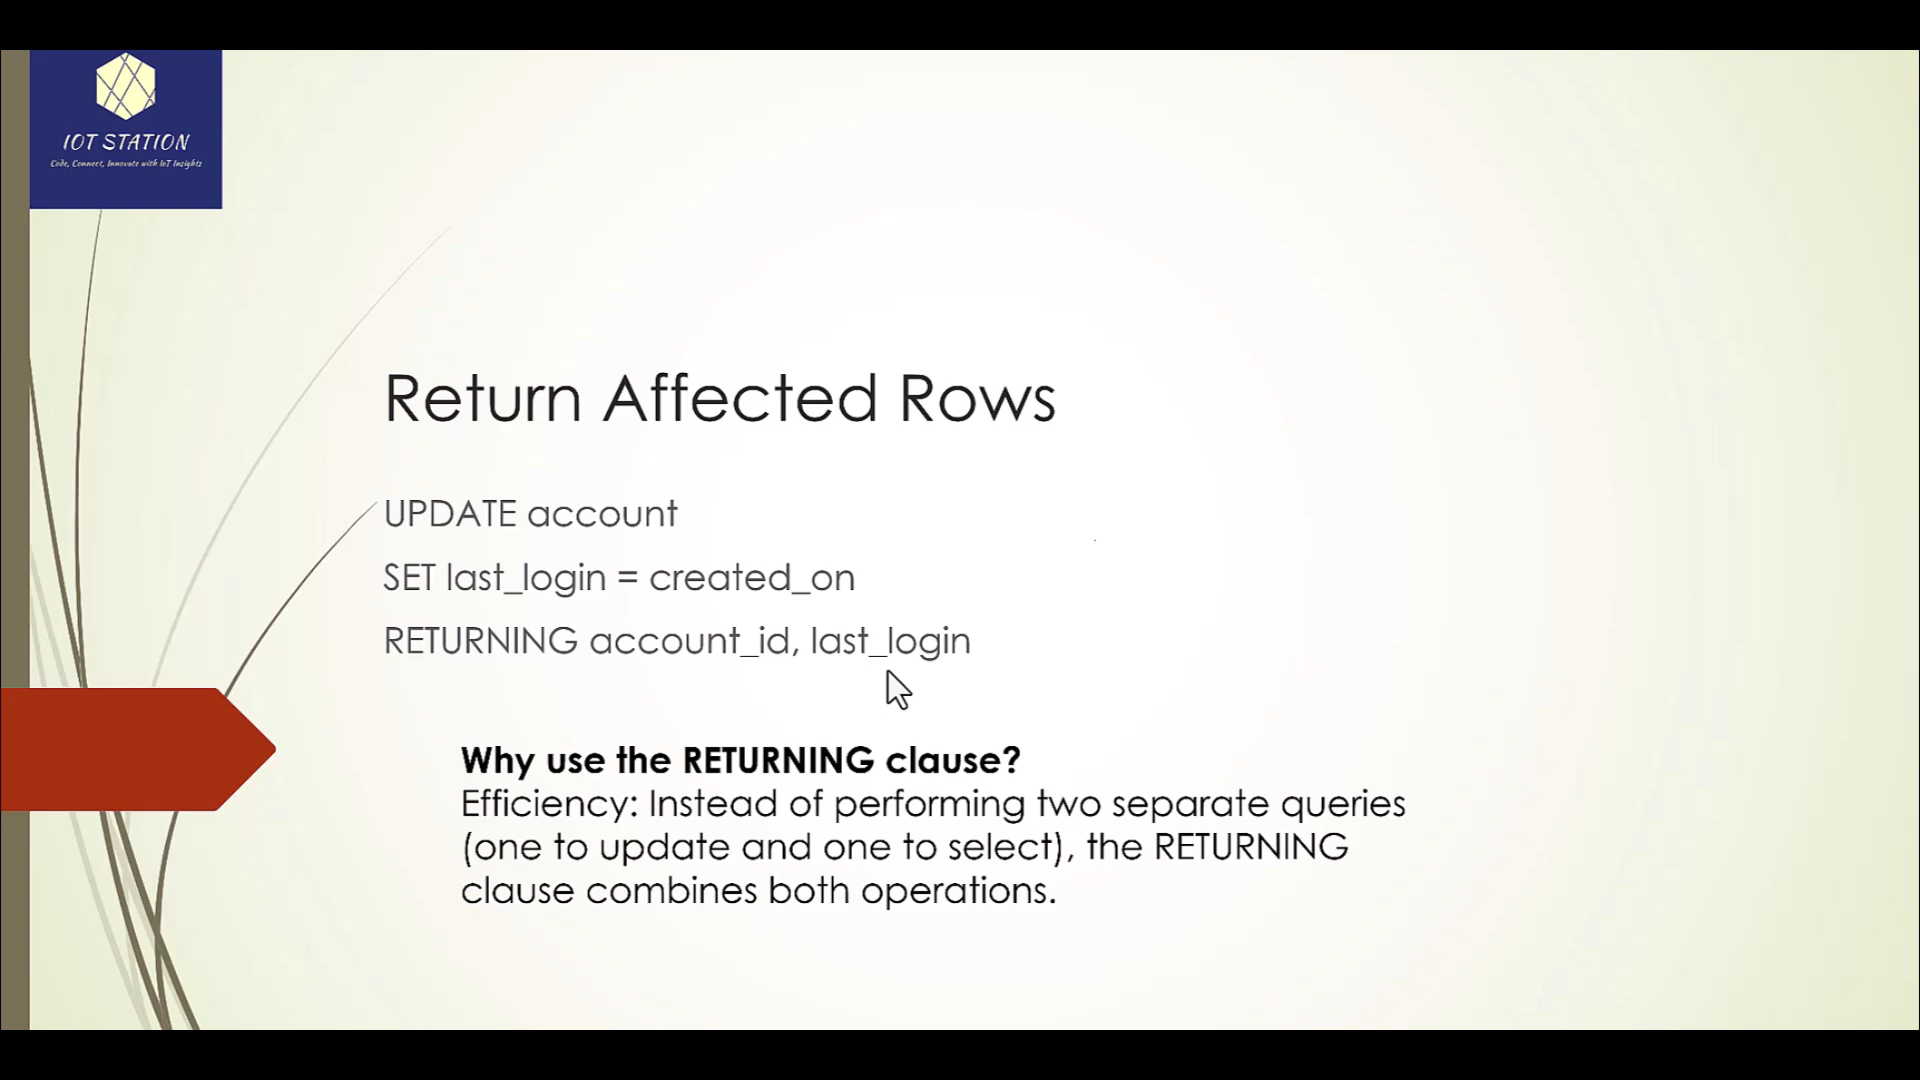 IOT STATION
Code, Connect, Innovate with IoT Insights
Return Affected Rows
UPDATE account
SET last_login = created_on
RETURNING account_id, last_login
Why use the RETURNING clause?
Efficiency: Instead of performing two separate queries
(one to update and one to select), the RETURNING
clause combines both operations.